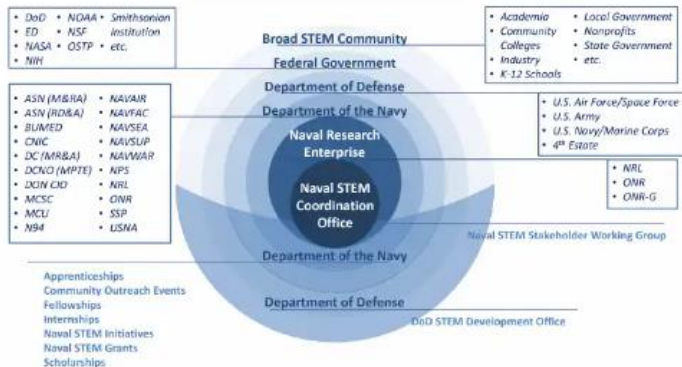 • DoD • NOAA • Smithsonian
• ED • NSF Institution
• NASA • OSTP • etc.
• NIH
• Academia • Local Government
• Community • Nonprofits
Colleges • State Government
• Industry • etc.
• K-12 Schools
Broad STEM Community
Federal Government
Department of Defense
Department of the Navy
• ASN (M&RA) • NAVAIR
• ASN (RD&A) • NAVFAC
• BUMED • NAVSEA
• CNIC • NAVSUP
• DC (MR&A) • NAVWAR
• DCNO (MPTE) • NPS
• DON CIO • NRL
• MCSC • ONR
• MCU • SSP
• N94 • USNA
• U.S. Air Force/Space Force
• U.S. Army
• U.S. Navy/Marine Corps
• 4th Estate
Naval Research
Enterprise
• NRL
• ONR
• ONR-G
Naval STEM
Coordination
Office
Naval STEM Stakeholder Working Group
Department of the Navy
Apprenticeships
Community Outreach Events
Fellowships
Internships
Naval STEM Initiatives
Naval STEM Grants
Scholarships
Department of Defense
DoD STEM Development Office